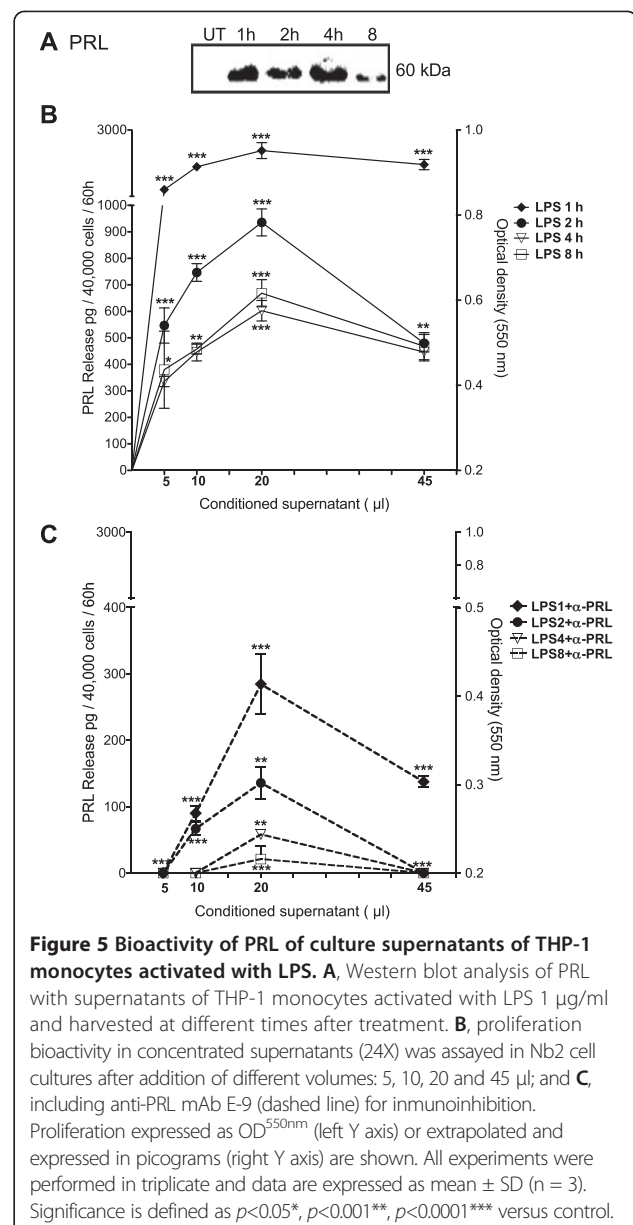 A PRL
UT 1h 2h 4h 8
60 kDa
B
3000
1000
900
800
700
600
500
400
300
200
100
0
PRL Release pg / 40,000 cells / 60h
*** *** *** ***
*** *** *** **
* ** *** ***
1.0
0.8
0.6
0.4
0.2
Optical density (550 nm)
LPS 1 h
LPS 2 h
LPS 4 h
LPS 8 h
5 10 20 45
Conditioned supernatant ( µl)
C
3000
400
300
200
100
0
PRL Release pg / 40,000 cells / 60h
*** *** *** ***
*** ** ***
** ***
1.0
0.8
0.5
0.4
0.3
0.2
Optical density (550 nm)
LPS1+α-PRL
LPS2+α-PRL
LPS4+α-PRL
LPS8+α-PRL
5 10 20 45
Conditioned supernatant ( µl)
Figure 5 Bioactivity of PRL of culture supernatants of THP-1
monocytes activated with LPS. A, Western blot analysis of PRL
with supernatants of THP-1 monocytes activated with LPS 1 µg/ml
and harvested at different times after treatment. B, proliferation
bioactivity in concentrated supernatants (24X) was assayed in Nb2 cell
cultures after addition of different volumes: 5, 10, 20 and 45 µl; and C,
including anti-PRL mAb E-9 (dashed line) for inmunoinhibition.
Proliferation expressed as OD550nm (left Y axis) or extrapolated and
expressed in picograms (right Y axis) are shown. All experiments were
performed in triplicate and data are expressed as mean ± SD (n = 3).
Significance is defined as p<0.05*, p<0.001**, p<0.0001*** versus control.